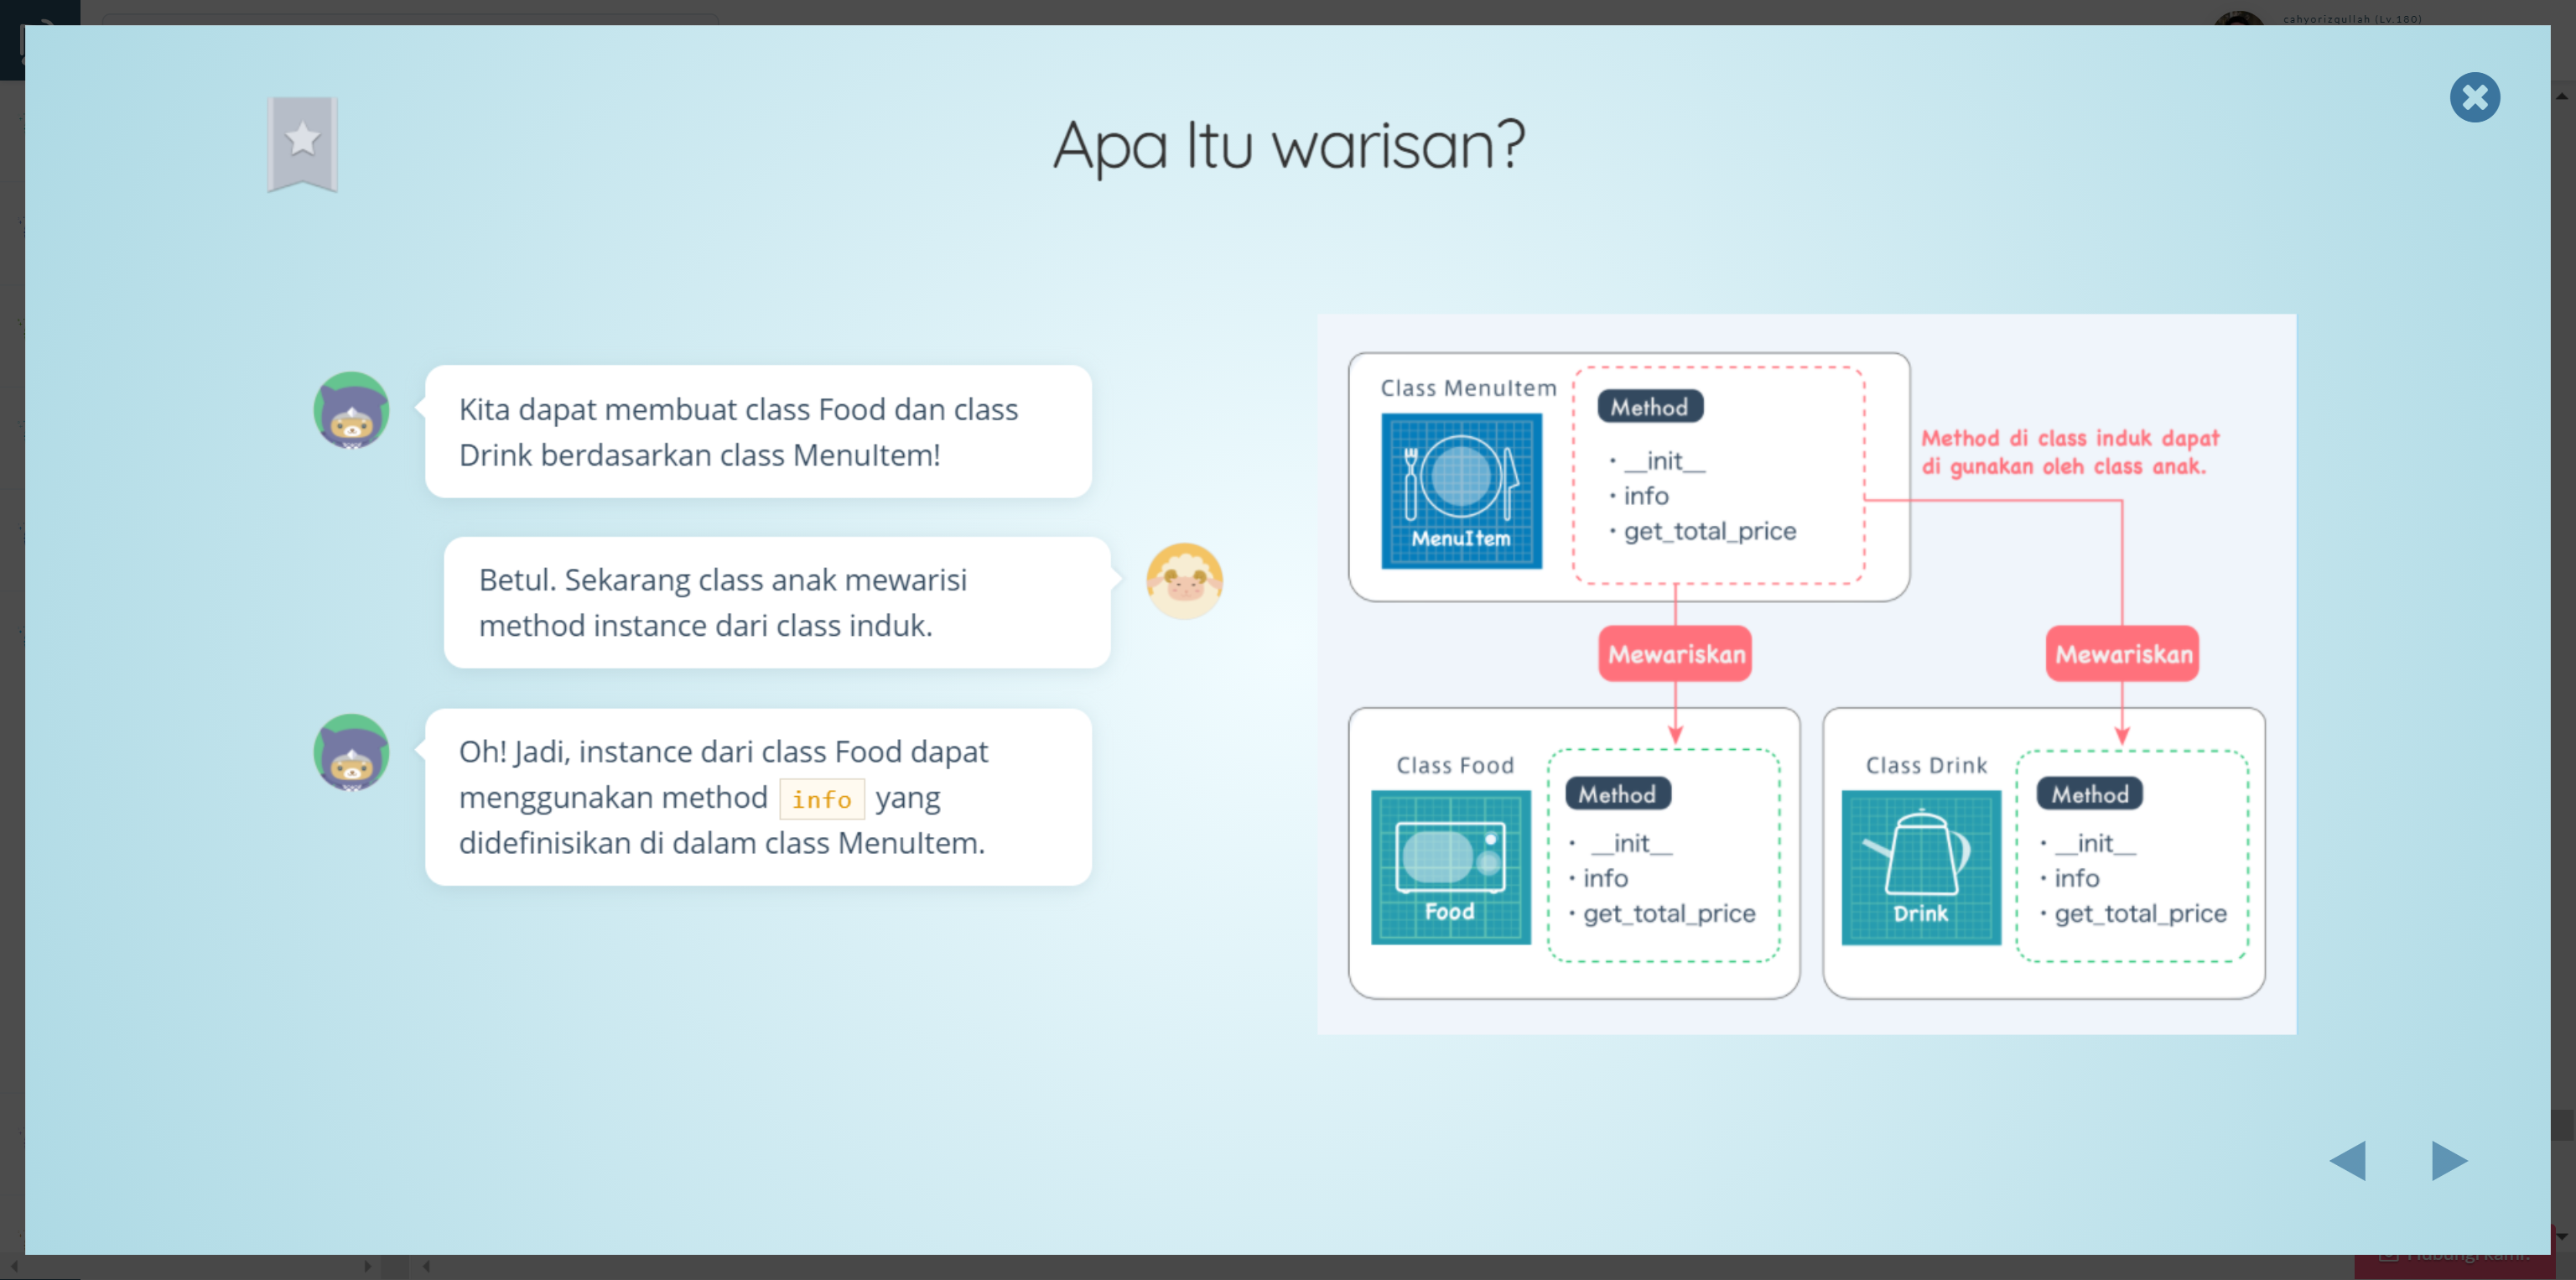 cahyorizqullah (Lv.180)
Apa Itu warisan?
Kita dapat membuat class Food dan class
Drink berdasarkan class MenuItem!
Betul. Sekarang class anak mewarisi
method instance dari class induk.
Oh! Jadi, instance dari class Food dapat
menggunakan method info yang
didefinisikan di dalam class MenuItem.
Class MenuItem
MenuItem
Method
・__init__
・info
・get_total_price
Method di class induk dapat
di gunakan oleh class anak.
Mewariskan
Mewariskan
Class Food
Food
Method
・ __init__
・info
・get_total_price
Class Drink
Drink
Method
・__init__
・info
・get_total_price